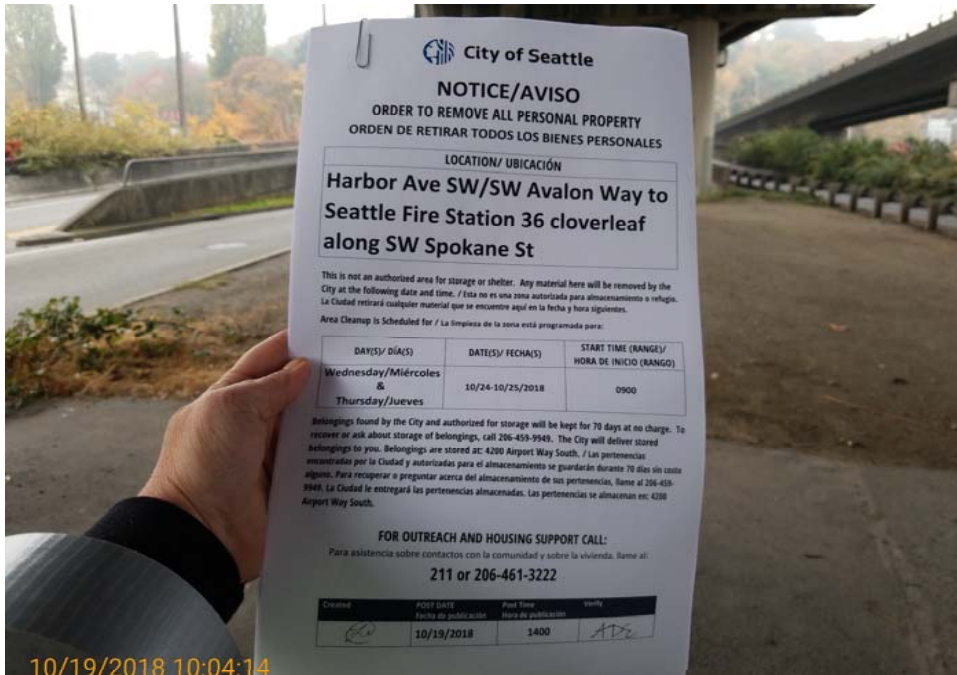 City of Seattle
NOTICE/AVISO
ORDER TO REMOVE ALL PERSONAL PROPERTY
ORDEN DE RETIRAR TODOS LOS BIENES PERSONALES
LOCATION/ UBICACIÓN
Harbor Ave SW/SW Avalon Way to
Seattle Fire Station 36 cloverleaf
along SW Spokane St
This is not an authorized area for storage or shelter. Any material here will be removed by the
City at the following date and time. / Esta no es una zona autorizada para almacenamiento o refugio.
La Ciudad retirará cualquier material que se encuentre aquí en la fecha y hora siguientes.
Area Cleanup is Scheduled for / La limpieza de la zona está programada para:
DAY(S)/ DÍA(S) DATE(S)/ FECHA(S) START TIME (RANGE)/
HORA DE INICIO (RANGO)
Wednesday/Miércoles
&
Thursday/Jueves
10/24-10/25/2018 0900
Belongings found by the City and authorized for storage will be kept for 70 days at no charge. To
recover or ask about storage of belongings, call 206-459-9949. The City will deliver stored
belongings to you. Belongings are stored at: 4200 Airport Way South. / Las pertenencias
encontradas por la Ciudad y autorizadas para el almacenamiento se guardarán durante 70 días sin costo
alguno. Para recuperar o preguntar acerca del almacenamiento de sus pertenencias, llame al 206-459-
9949. La Ciudad le entregará las pertenencias almacenadas. Las pertenencias se almacenan en: 4200
Airport Way South.
FOR OUTREACH AND HOUSING SUPPORT CALL:
Para asistencia sobre contactos con la comunidad y sobre la vivienda, llame al:
211 or 206-461-3222
Created POST DATE Post Time Verify
Fecha de publicación Hora de publicación
10/19/2018 1400
10/19/2018 10:04:14